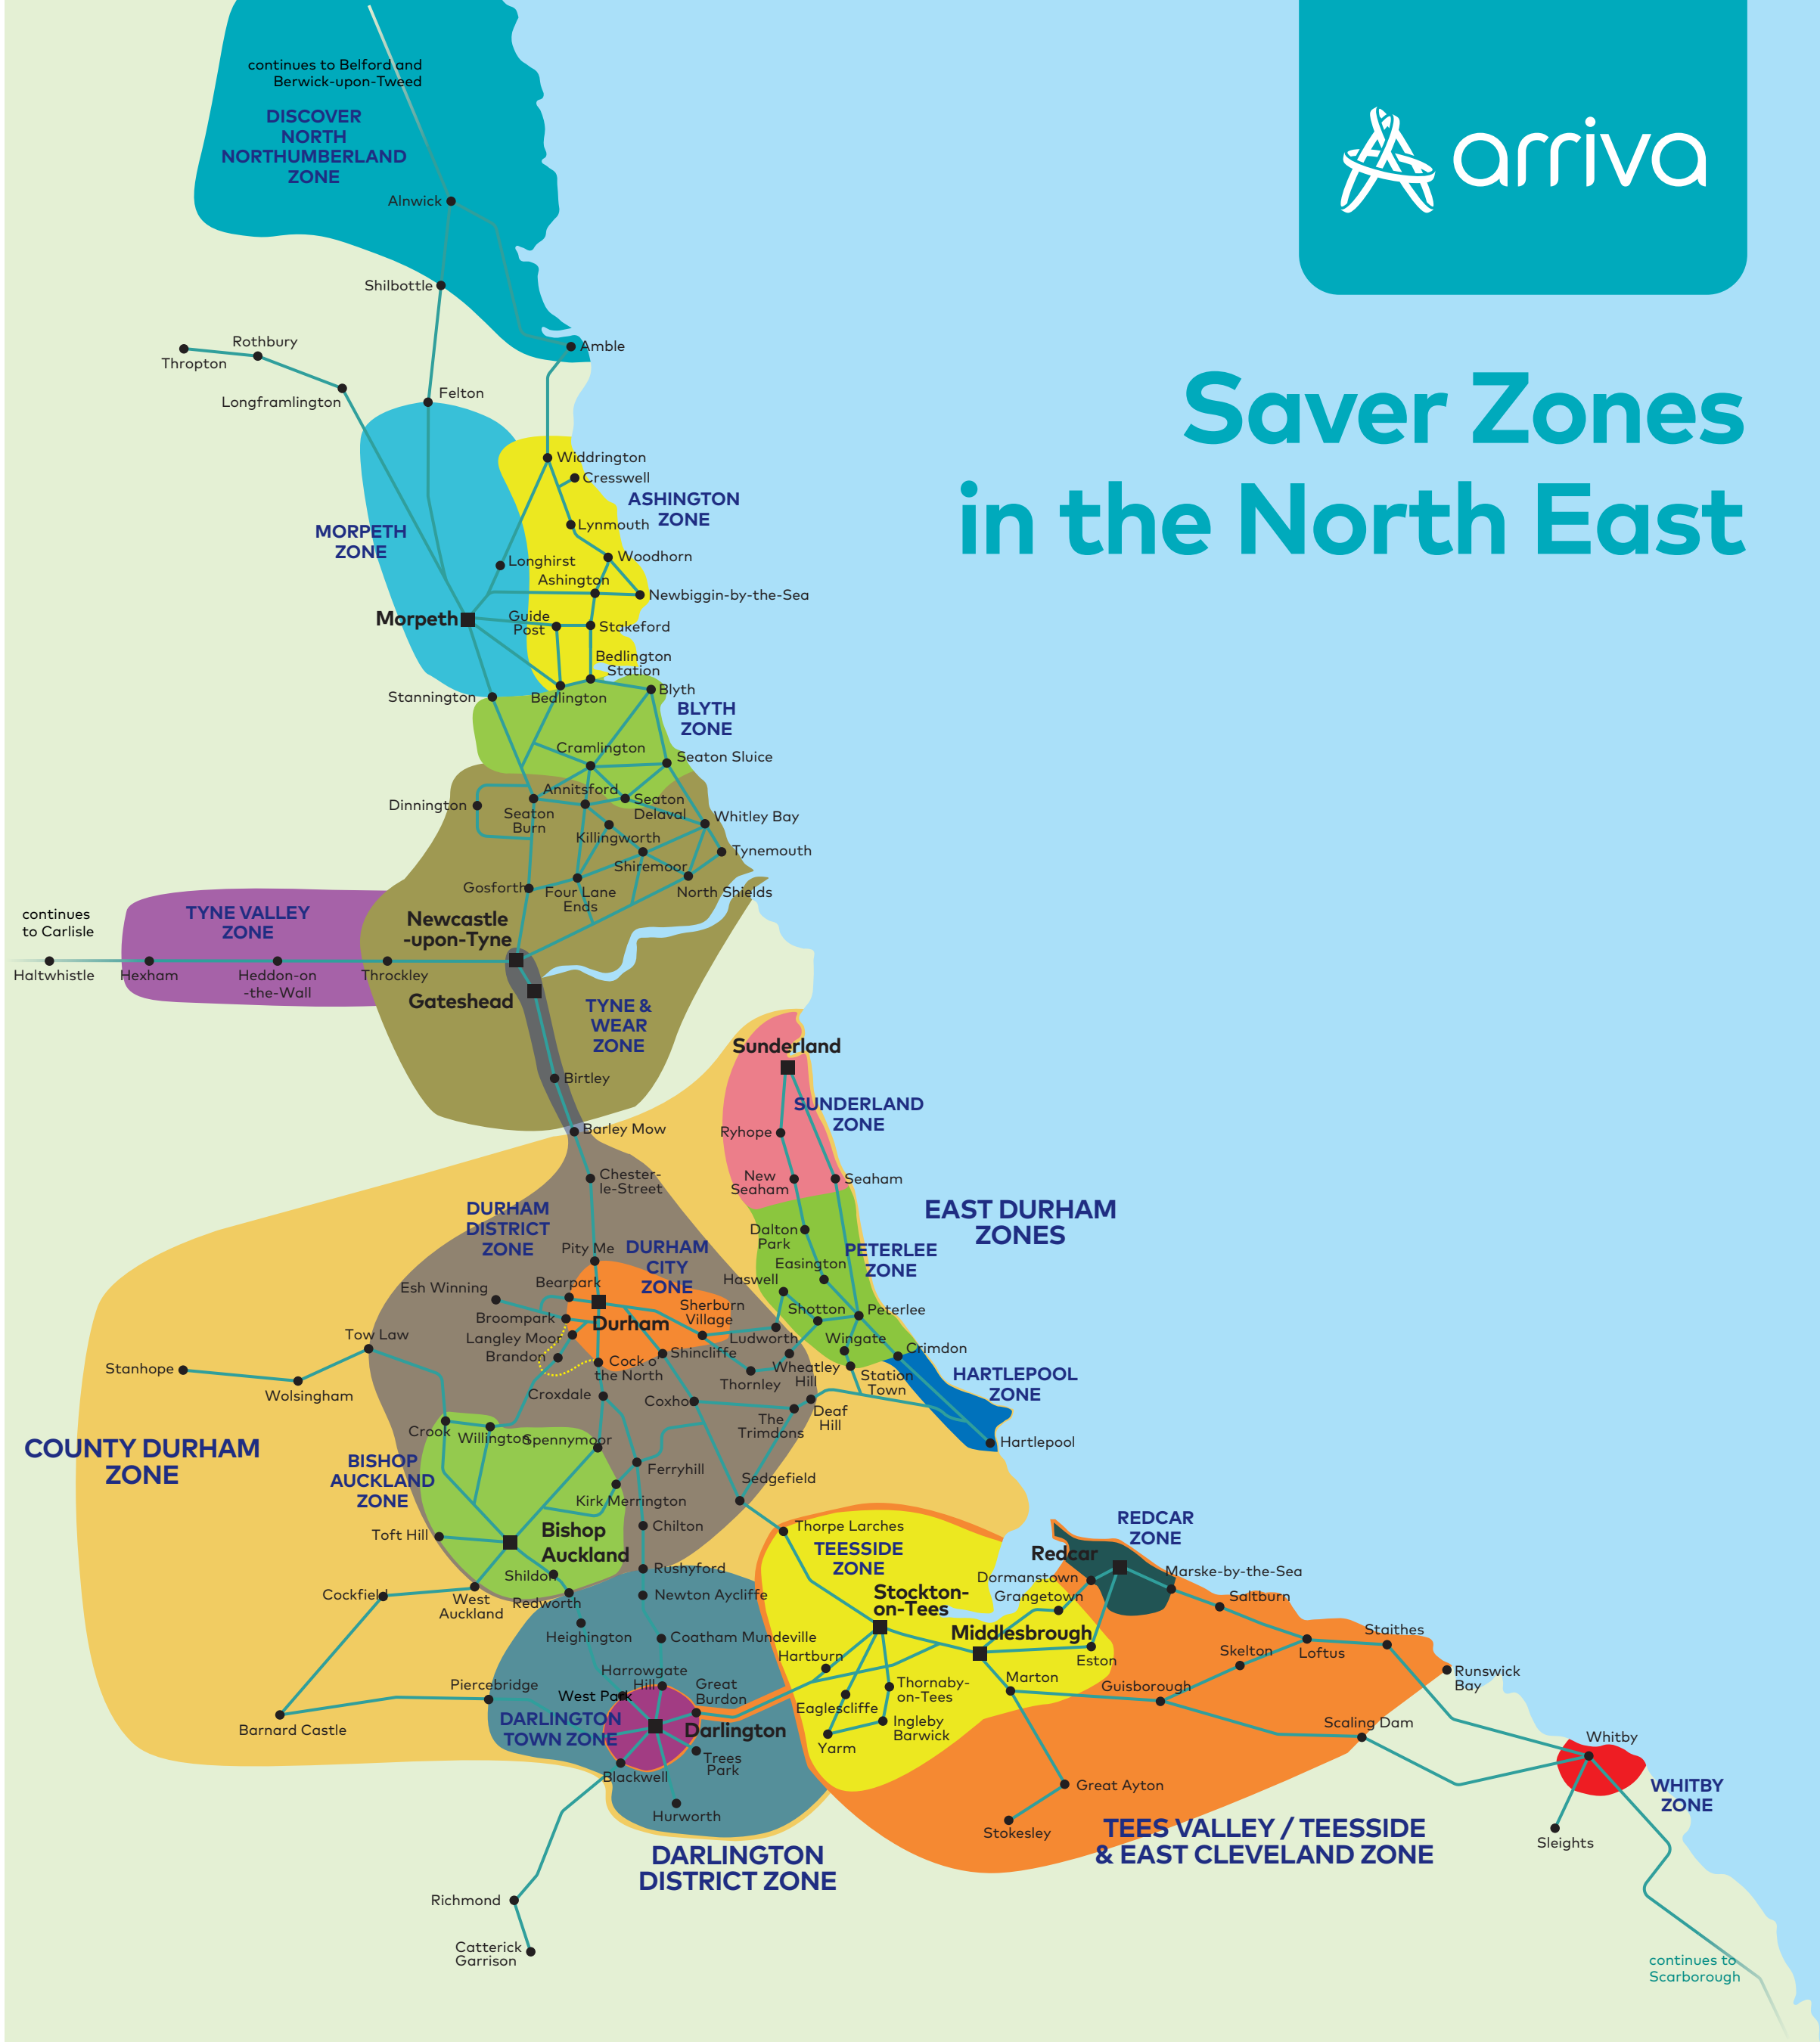 arriva
Saver Zones
in the North East
continues to Belford and
Berwick-upon-Tweed
DISCOVER
NORTH
NORTHUMBERLAND
ZONE
Alnwick
Shilbottle
Amble
Rothbury
Thropton
Longframlington
Felton
Widdrington
Cresswell
ASHINGTON
ZONE
Lynmouth
MORPETH
ZONE
Woodhorn
Longhirst
Ashington
Newbiggin-by-the-Sea
Morpeth
Guide
Post
Stakeford
Bedlington
Station
Stannington
Bedlington
Blyth
BLYTH
ZONE
Cramlington
Seaton Sluice
Dinnington
Annitsford
Seaton
Burn
Seaton
Delaval
Whitley Bay
Killingworth
Tynemouth
Shiremoor
Gosforth
Four Lane
Ends
North Shields
continues
to Carlisle
TYNE VALLEY
ZONE
Newcastle
-upon-Tyne
Haltwhistle
Hexham
Heddon-on
-the-Wall
Throckley
Gateshead
TYNE &
WEAR
ZONE
Sunderland
Birtley
SUNDERLAND
ZONE
Barley Mow
Ryhope
Chester-
le-Street
New
Seaham
Seaham
EAST DURHAM
ZONES
DURHAM
DISTRICT
ZONE
Dalton
Park
PETERLEE
ZONE
Pity Me
DURHAM
CITY
ZONE
Easington
Haswell
Esh Winning
Bearpark
Sherburn
Village
Shotton
Peterlee
Broompark
Durham
Ludworth
Wingate
Tow Law
Langley Moor
Brandon
Shincliffe
Crimdon
Stanhope
Wolsingham
Cock o'
the North
Thornley
Wheatley
Hill
Station
Town
HARTLEPOOL
ZONE
Croxdale
Coxho
The
Trimdons
Deaf
Hill
Crook
Willington
Spennymoor
Hartlepool
COUNTY DURHAM
ZONE
BISHOP
AUCKLAND
ZONE
Ferryhill
Sedgefield
Kirk Merrington
Toft Hill
Bishop
Auckland
Chilton
Thorpe Larches
TEESSIDE
ZONE
REDCAR
ZONE
Redcar
Shildon
Rushyford
Dormanstown
Marske-by-the-Sea
Cockfield
West
Auckland
Redworth
Newton Aycliffe
Stockton-
on-Tees
Grangetown
Saltburn
Heighington
Coatham Mundeville
Middlesbrough
Staithes
Hartburn
Eston
Skelton
Loftus
Harrowgate
Hill
Great
Burdon
Runswick
Bay
Piercebridge
West Park
Thornaby-
on-Tees
Marton
Guisborough
Eaglescliffe
Barnard Castle
DARLINGTON
TOWN ZONE
Darlington
Ingleby
Barwick
Yarm
Scaling Dam
Whitby
Trees
Park
Blackwell
Great Ayton
WHITBY
ZONE
Hurworth
Stokesley
Sleights
TEES VALLEY / TEESSIDE
& EAST CLEVELAND ZONE
DARLINGTON
DISTRICT ZONE
Richmond
Catterick
Garrison
continues to
Scarborough